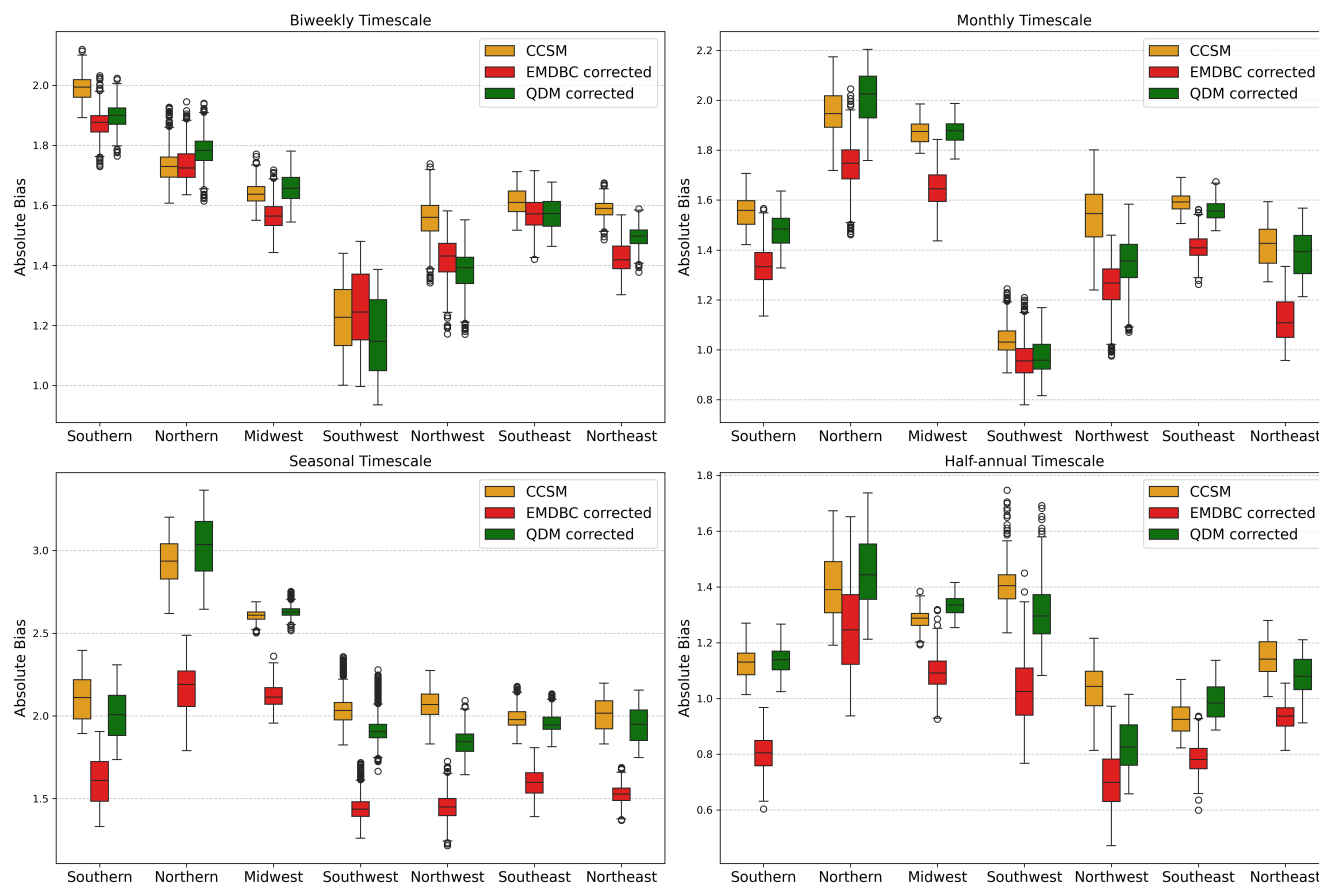 Biweekly Timescale
Absolute Bias
2.0
1.8
1.6
1.4
1.2
1.0
CCSM
EMDBC corrected
QDM corrected
Southern Northern Midwest Southwest Northwest Southeast Northeast
Monthly Timescale
Absolute Bias
2.2
2.0
1.8
1.6
1.4
1.2
1.0
0.8
CCSM
EMDBC corrected
QDM corrected
Southern Northern Midwest Southwest Northwest Southeast Northeast
Seasonal Timescale
Absolute Bias
3.0
2.5
2.0
1.5
CCSM
EMDBC corrected
QDM corrected
Southern Northern Midwest Southwest Northwest Southeast Northeast
Half-annual Timescale
Absolute Bias
1.8
1.6
1.4
1.2
1.0
0.8
0.6
CCSM
EMDBC corrected
QDM corrected
Southern Northern Midwest Southwest Northwest Southeast Northeast